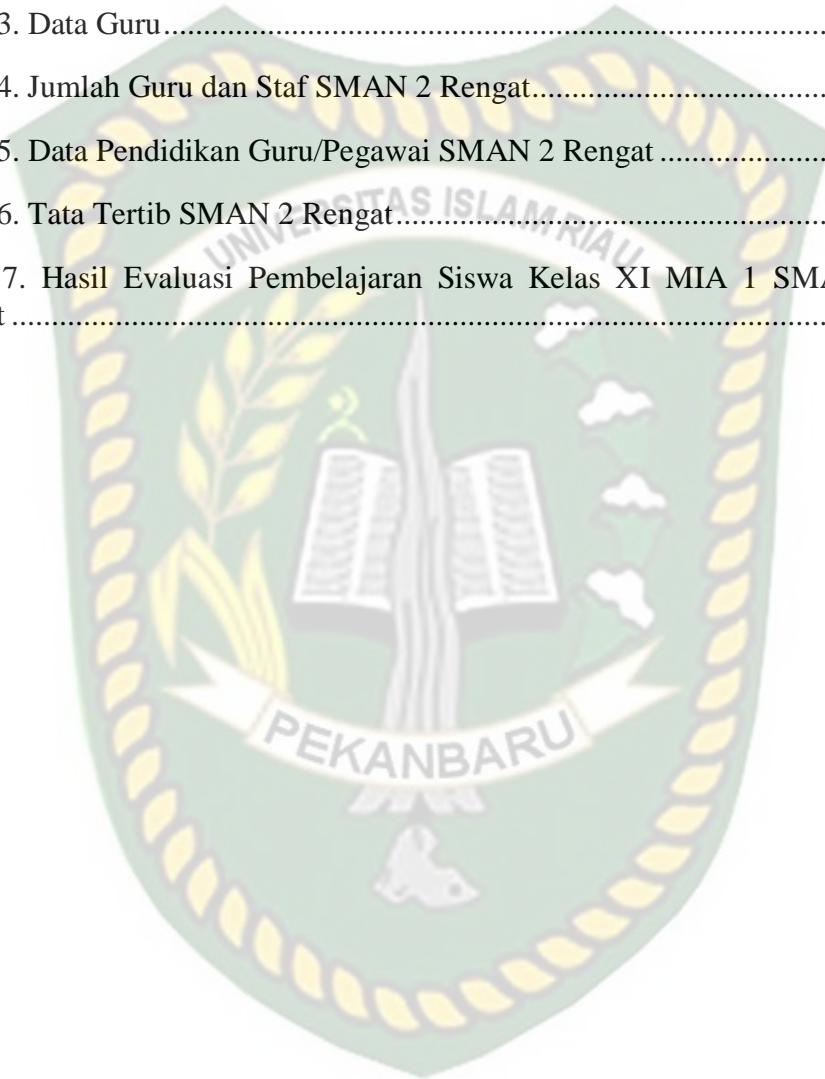 3. Data Guru................................................................................
4. Jumlah Guru dan Staf SMAN 2 Rengat...................................
5. Data Pendidikan Guru/Pegawai SMAN 2 Rengat ....................
6. Tata Tertib SMAN 2 Rengat....................................................
7. Hasil Evaluasi Pembelajaran Siswa Kelas XI MIA 1
t ................................................................................................
UNIVERSITAS ISLAM RIAU
PEKANBARU